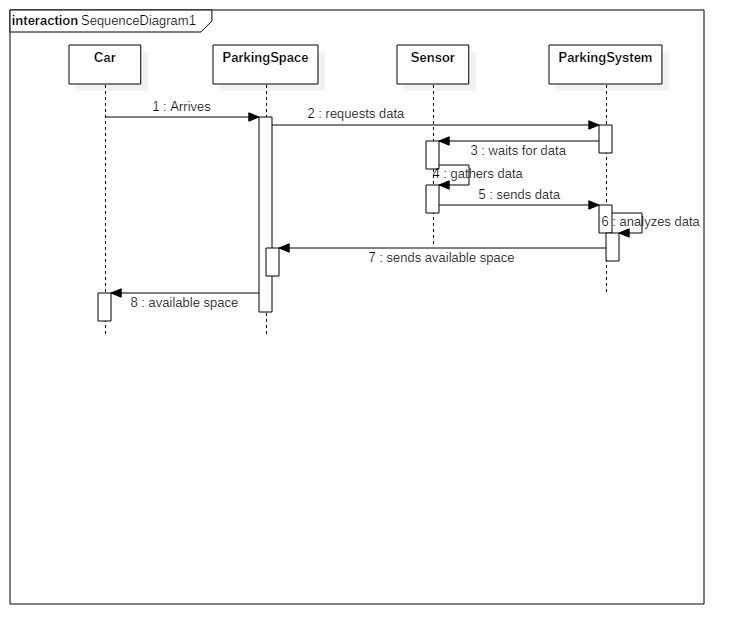 interaction SequenceDiagram1
Car
ParkingSpace
Sensor
ParkingSystem
1 : Arrives
2 : requests data
3 : waits for data
4 : gathers data
5 : sends data
6 : analyzes data
7 : sends available space
8 : available space